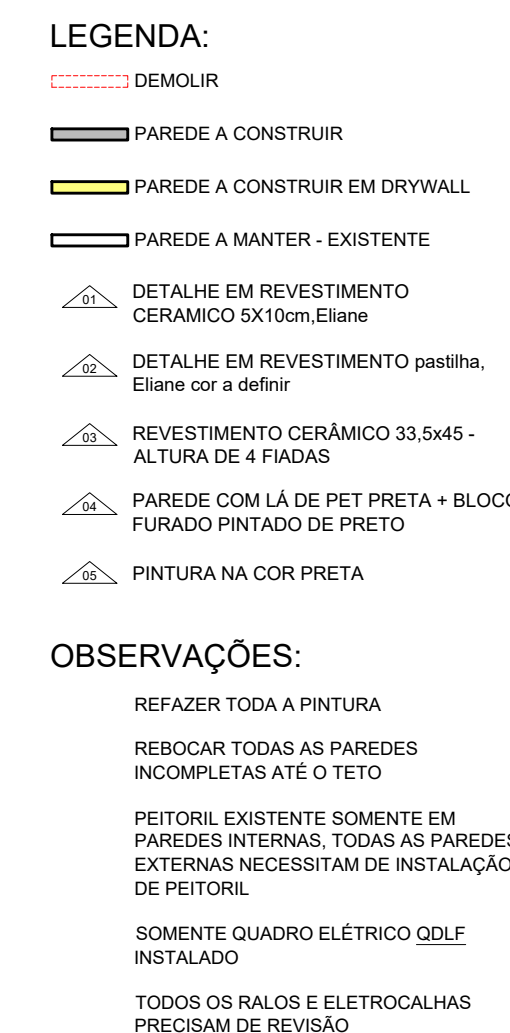 LEGENDA:
DEMOLIR
PAREDE A CONSTRUIR
PAREDE A CONSTRUIR EM DRYWALL
PAREDE A MANTER - EXISTENTE
01 DETALHE EM REVESTIMENTO
CERAMICO 5X10cm,Eliane
02 DETALHE EM REVESTIMENTO pastilha,
Eliane cor a definir
03 REVESTIMENTO CERÂMICO 33,5x45 -
ALTURA DE 4 FIADAS
04 PAREDE COM LÁ DE PET PRETA + BLOCO
FURADO PINTADO DE PRETO
05 PINTURA NA COR PRETA
OBSERVAÇÕES:
REFAZER TODA A PINTURA
REBOCAR TODAS AS PAREDES
INCOMPLETAS ATÉ O TETO
PEITORIL EXISTENTE SOMENTE EM
PAREDES INTERNAS, TODAS AS PAREDES
EXTERNAS NECESSITAM DE INSTALAÇÃO
DE PEITORIL
SOMENTE QUADRO ELÉTRICO QDLF
INSTALADO
TODOS OS RALOS E ELETROCALHAS
PRECISAM DE REVISÃO